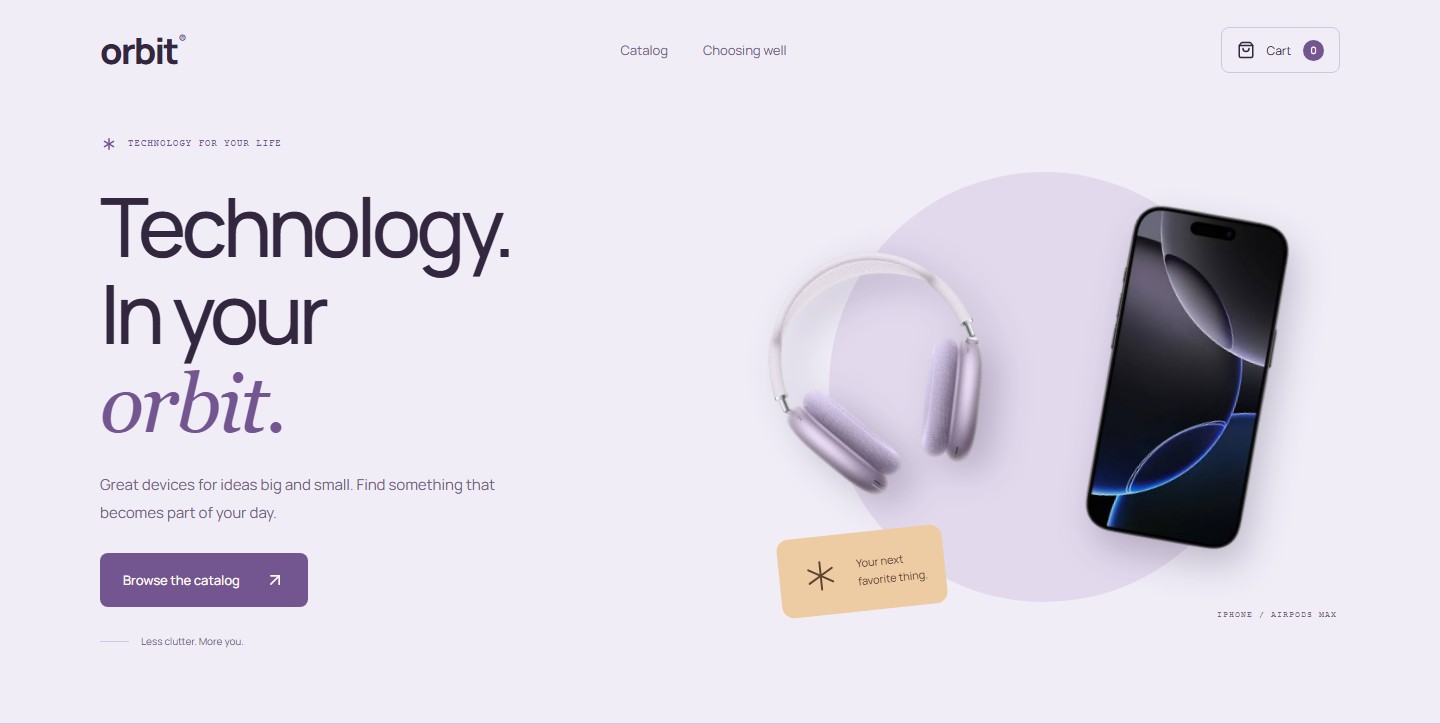 orbit®
Catalog
Choosing well
Cart
0
TECHNOLOGY FOR YOUR LIFE
Technology.
In your
orbit.
Great devices for ideas big and small. Find something that
becomes part of your day.
Browse the catalog
Less clutter. More you.
Your next
favorite thing.
IPHONE / AIRPODS MAX